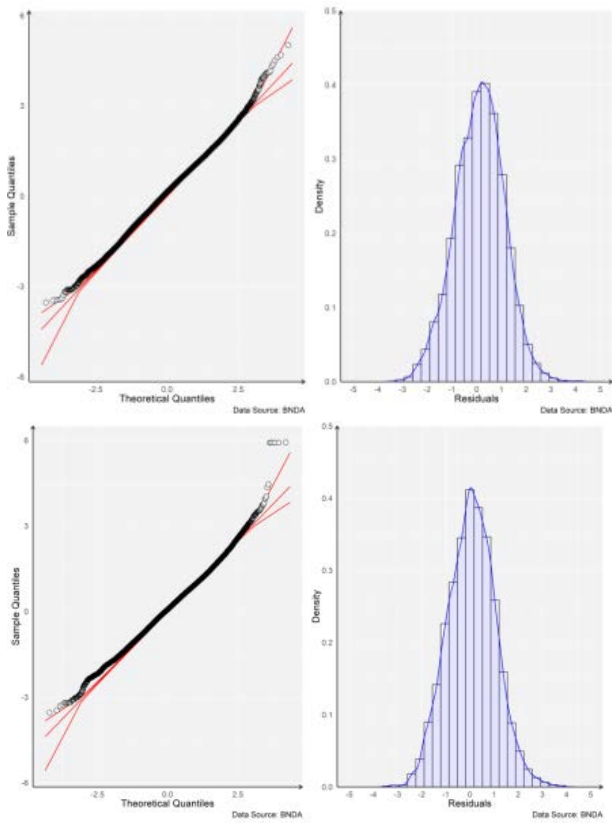 6
3
0
-3
-6
Sample Quantiles
-2.5 0.0 2.5
Theoretical Quantiles
Data Source: BNDA
0.5
0.4
0.3
0.2
0.1
0.0
Density
-5 -4 -3 -2 -1 0 1 2 3 4 5
Residuals
Data Source: BNDA
6
3
0
-3
-6
Sample Quantiles
-2.5 0.0 2.5
Theoretical Quantiles
Data Source: BNDA
0.5
0.4
0.3
0.2
0.1
0.0
Density
-5 -4 -3 -2 -1 0 1 2 3 4 5
Residuals
Data Source: BNDA